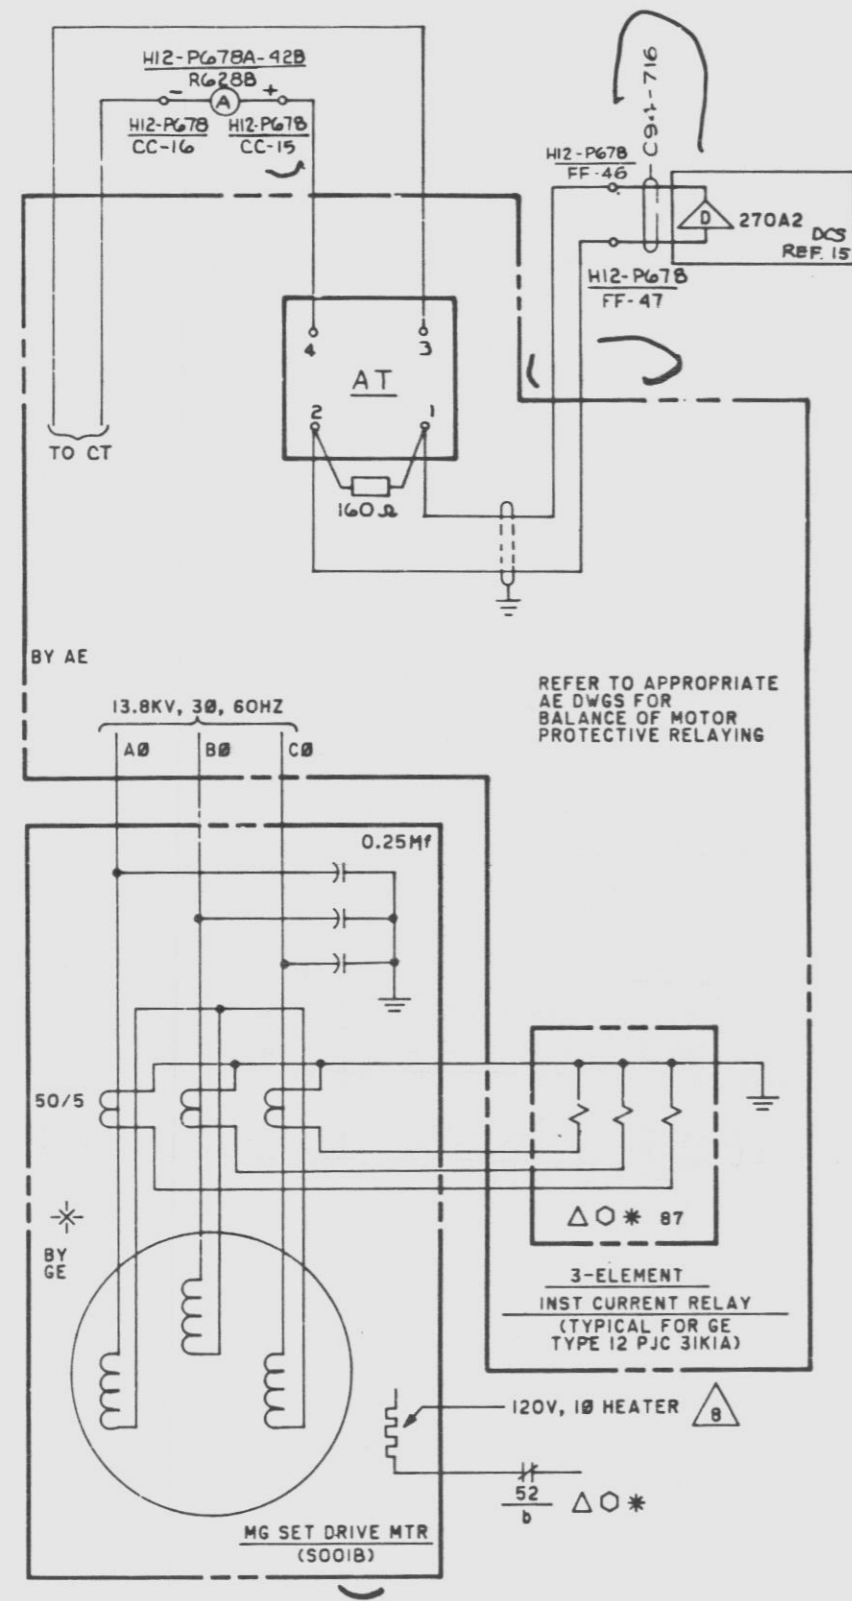 H12-P678A-42B
R628B
- A +
H12-P678
CC-16
H12-P678
CC-15
C94-716
H12-P678
FF-46
D
270A2
DCS
REF. 15
H12-P678
FF-47
4
3
AT
2
1
160Ω
TO CT
BY AE
REFER TO APPROPRIATE
AE DWGS FOR
BALANCE OF MOTOR
PROTECTIVE RELAYING
13.8KV, 3Ø, 60HZ
AØ
BØ
CØ
0.25Mf
50/5
BY
GE
87
3-ELEMENT
INST CURRENT RELAY
(TYPICAL FOR GE
TYPE 12 PJC 31K1A)
120V, 1Ø HEATER
8
52
b
MG SET DRIVE MTR
(S001B)